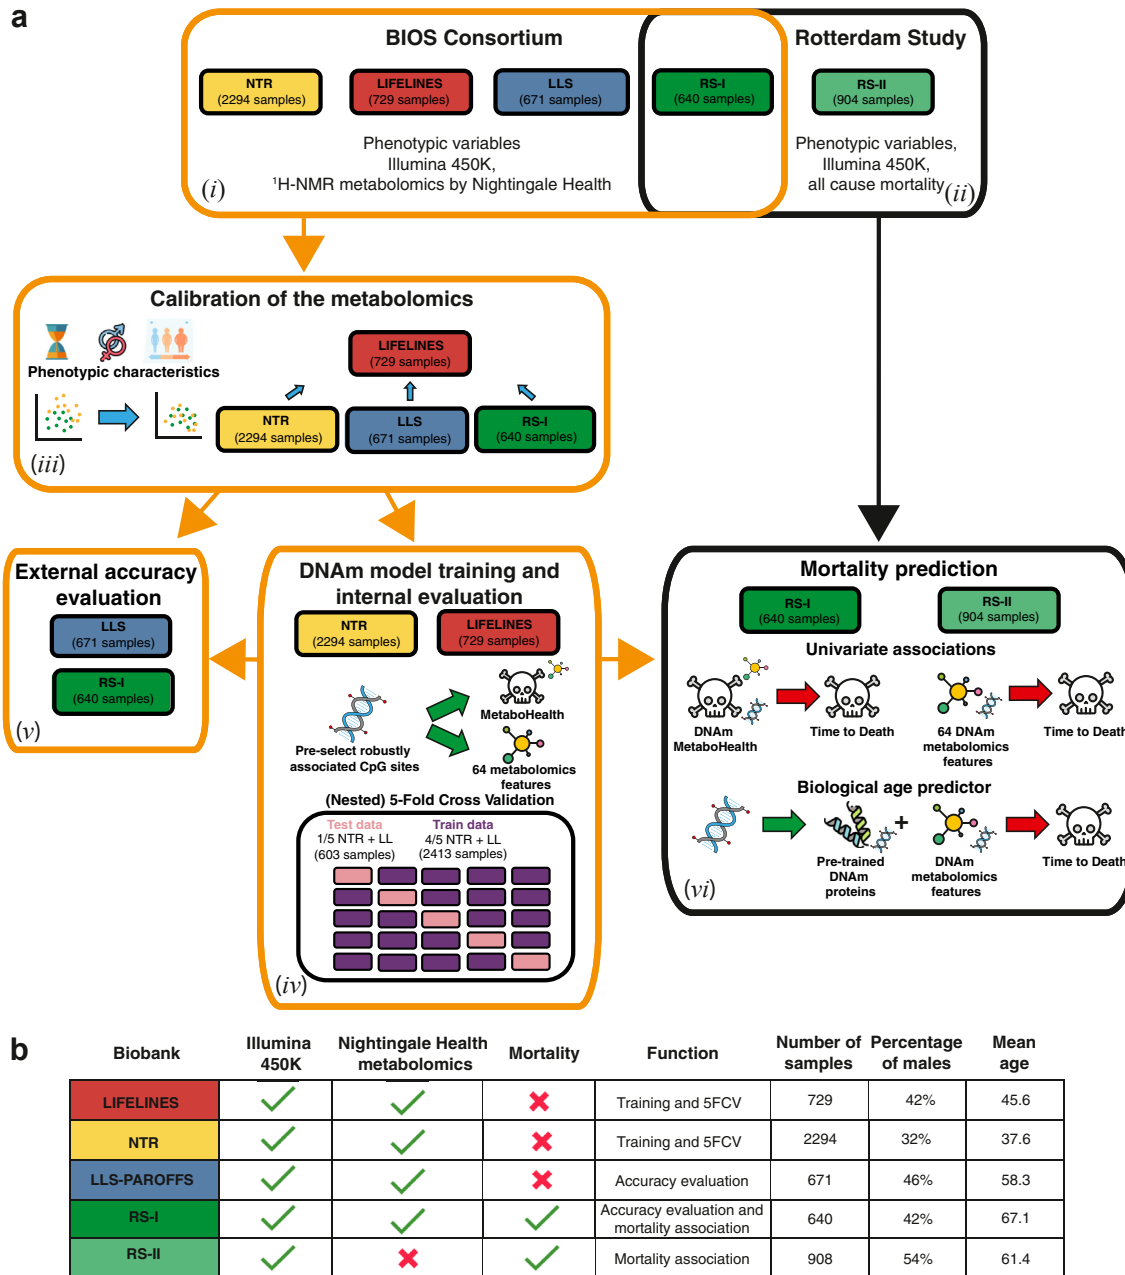 a
BIOS Consortium
Rotterdam Study
NTR
(2294 samples)
LIFELINES
(729 samples)
LLS
(671 samples)
RS-I
(640 samples)
RS-II
(904 samples)
Phenotypic variables
Illumina 450K,
¹H-NMR metabolomics by Nightingale Health
(i)
Phenotypic variables,
Illumina 450K,
all cause mortality
(ii)
Calibration of the metabolomics
Phenotypic characteristics
LIFELINES
(729 samples)
NTR
(2294 samples)
LLS
(671 samples)
RS-I
(640 samples)
(iii)
External accuracy
evaluation
LLS
(671 samples)
RS-I
(640 samples)
(v)
DNAm model training and
internal evaluation
NTR
(2294 samples)
LIFELINES
(729 samples)
MetaboHealth
Pre-select robustly
associated CpG sites
64 metabolomics
features
(Nested) 5-Fold Cross Validation
Test data
1/5 NTR + LL
(603 samples)
Train data
4/5 NTR + LL
(2413 samples)
(iv)
Mortality prediction
RS-I
(640 samples)
RS-II
(904 samples)
Univariate associations
DNAm
MetaboHealth
Time to Death
64 DNAm
metabolomics
features
Time to Death
Biological age predictor
+
Pre-trained
DNAm
proteins
DNAm
metabolomics
features
Time to Death
(vi)
b
Biobank Illumina 450K Nightingale Health metabolomics Mortality Function Number of samples Percentage of males Mean age
LIFELINES Training and 5FCV 729 42% 45.6
NTR Training and 5FCV 2294 32% 37.6
LLS-PAROFFS Accuracy evaluation 671 46% 58.3
RS-I Accuracy evaluation and mortality association 640 42% 67.1
RS-II Mortality association 908 54% 61.4